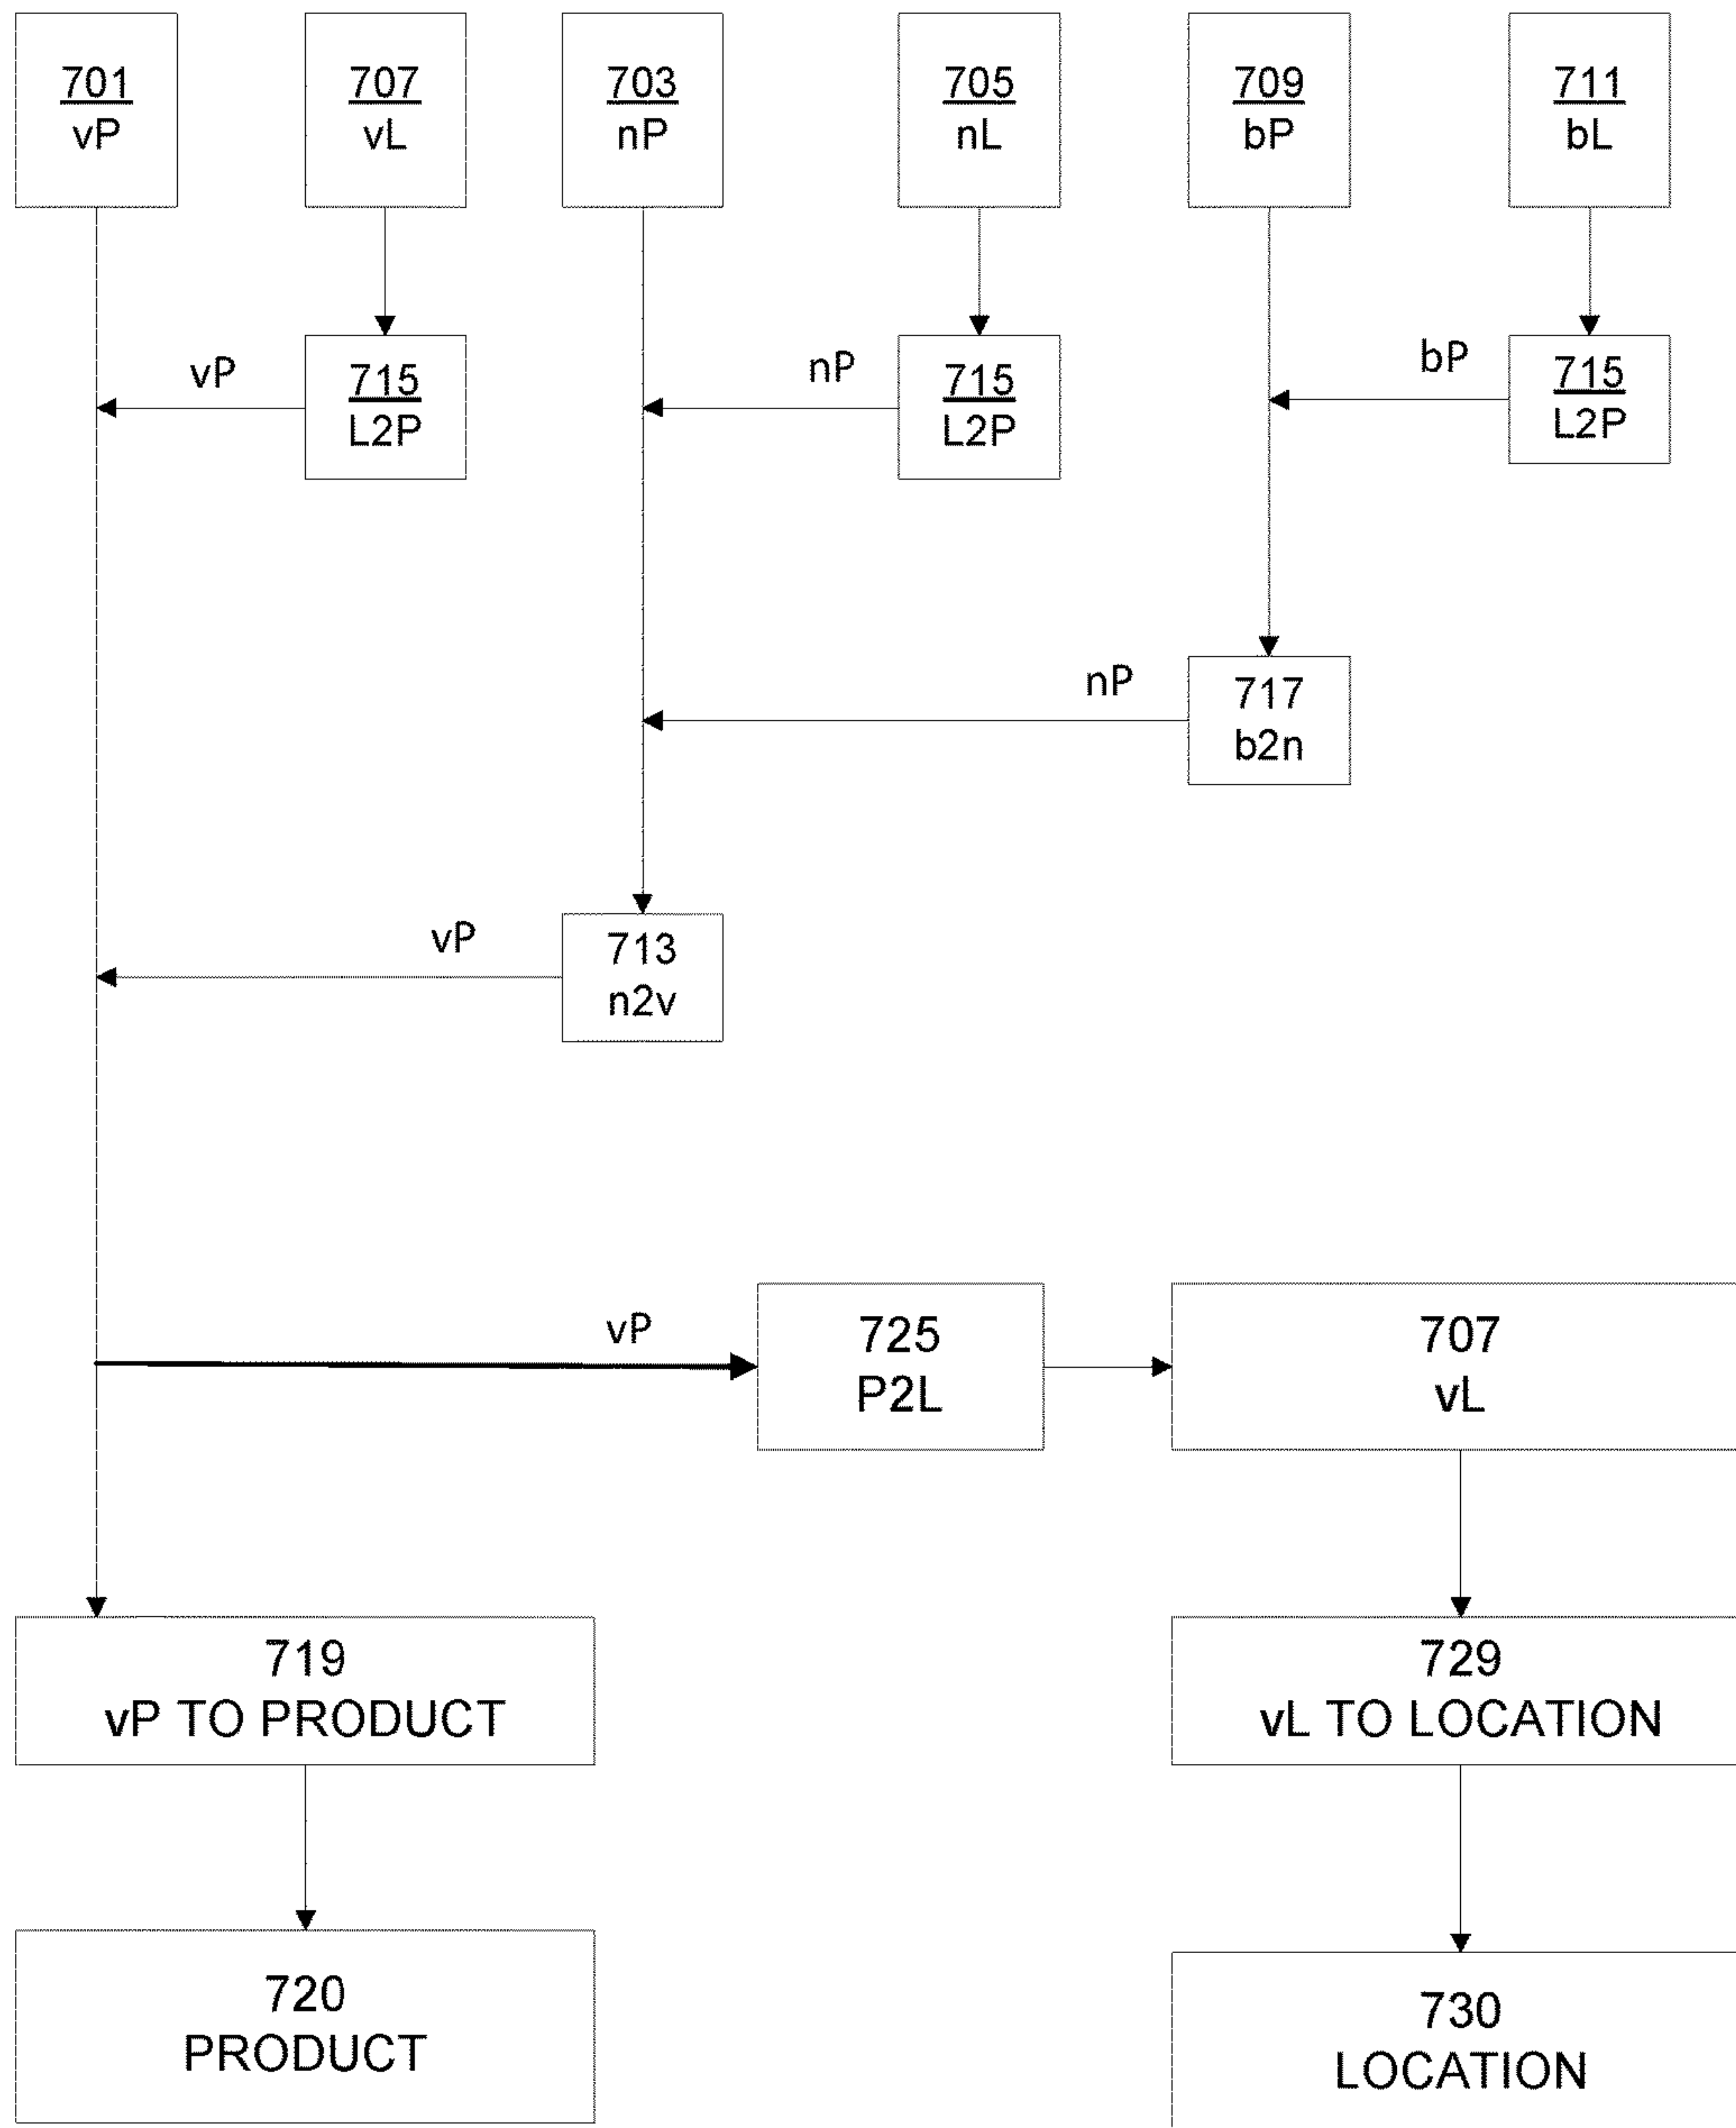 701
vP
707
vL
703
nP
705
nL
709
bP
711
bL
vP
715
L2P
nP
715
L2P
bP
715
L2P
nP
717
b2n
vP
713
n2v
vP
725
P2L
707
vL
719
vP TO PRODUCT
729
vL TO LOCATION
720
PRODUCT
730
LOCATION